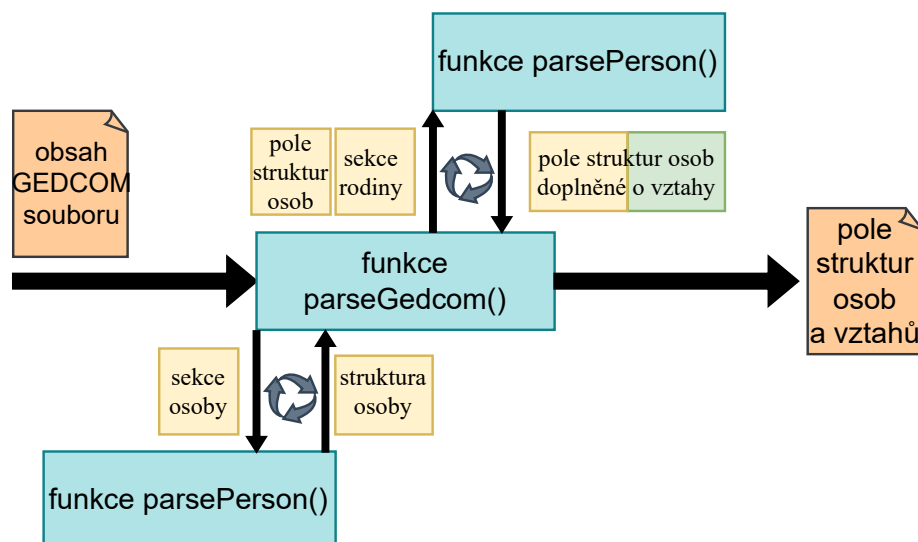 funkce parsePerson()
obsah
GEDCOM
souboru
pole
struktur
osob
sekce
rodiny
pole struktur osob
doplněné o vztahy
funkce
parseGedcom()
pole
struktur
osob
a vztahů
sekce
osoby
struktura
osoby
funkce parsePerson()